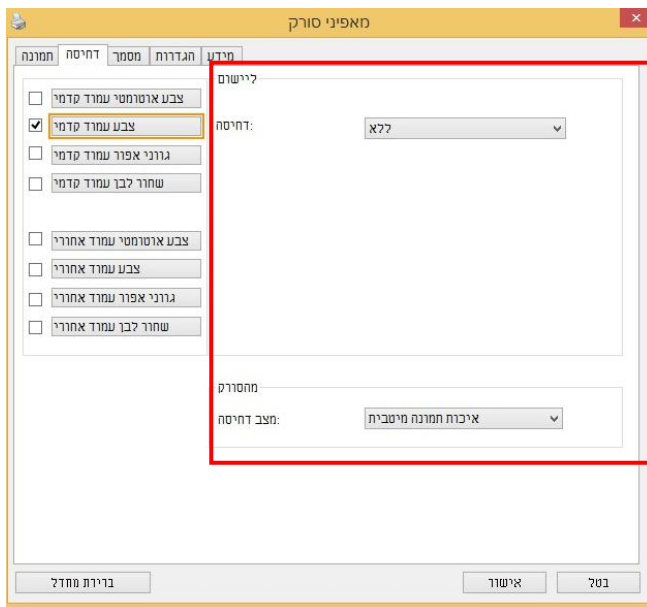 מאפיני סורק
תמונה
דחיסה
מסמך
הגדרות
מידע
צבע אוטומטי עמוד קדמי
צבע עמוד קדמי
גווני אפור עמוד קדמי
שחור לבן עמוד קדמי
צבע אוטומטי עמוד אחורי
צבע עמוד אחורי
גווני אפור עמוד אחורי
שחור לבן עמוד אחורי
ליישום
דחיסה:
ללא
מהסורק
מצב דחיסה:
איכות תמונה מיטבית
ברירת מחדל
אישור
בטל